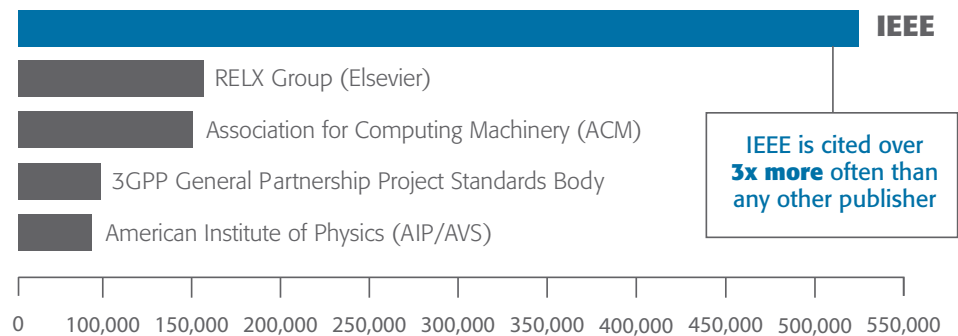 IEEE
RELX Group (Elsevier)
Association for Computing Machinery (ACM)
3GPP General Partnership Project Standards Body
American Institute of Physics (AIP/AVS)
IEEE is cited over
3x more often than
any other publisher
0 100,000 150,000 200,000 250,000 300,000 350,000 400,000 450,000 500,000 550,000